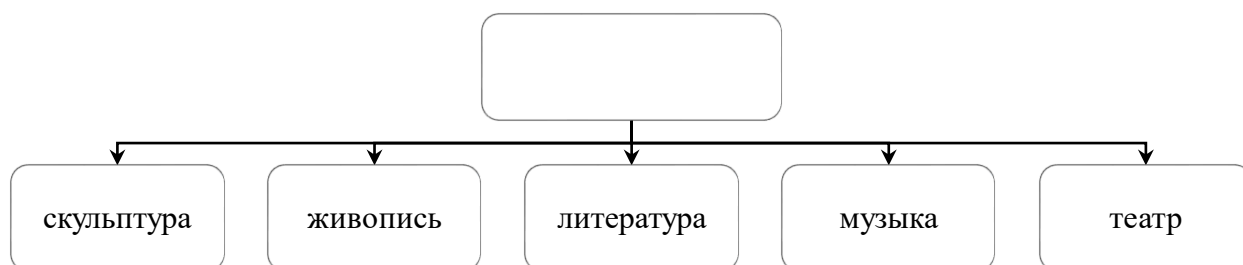 скульптура
живопись
литература
музыка
театр